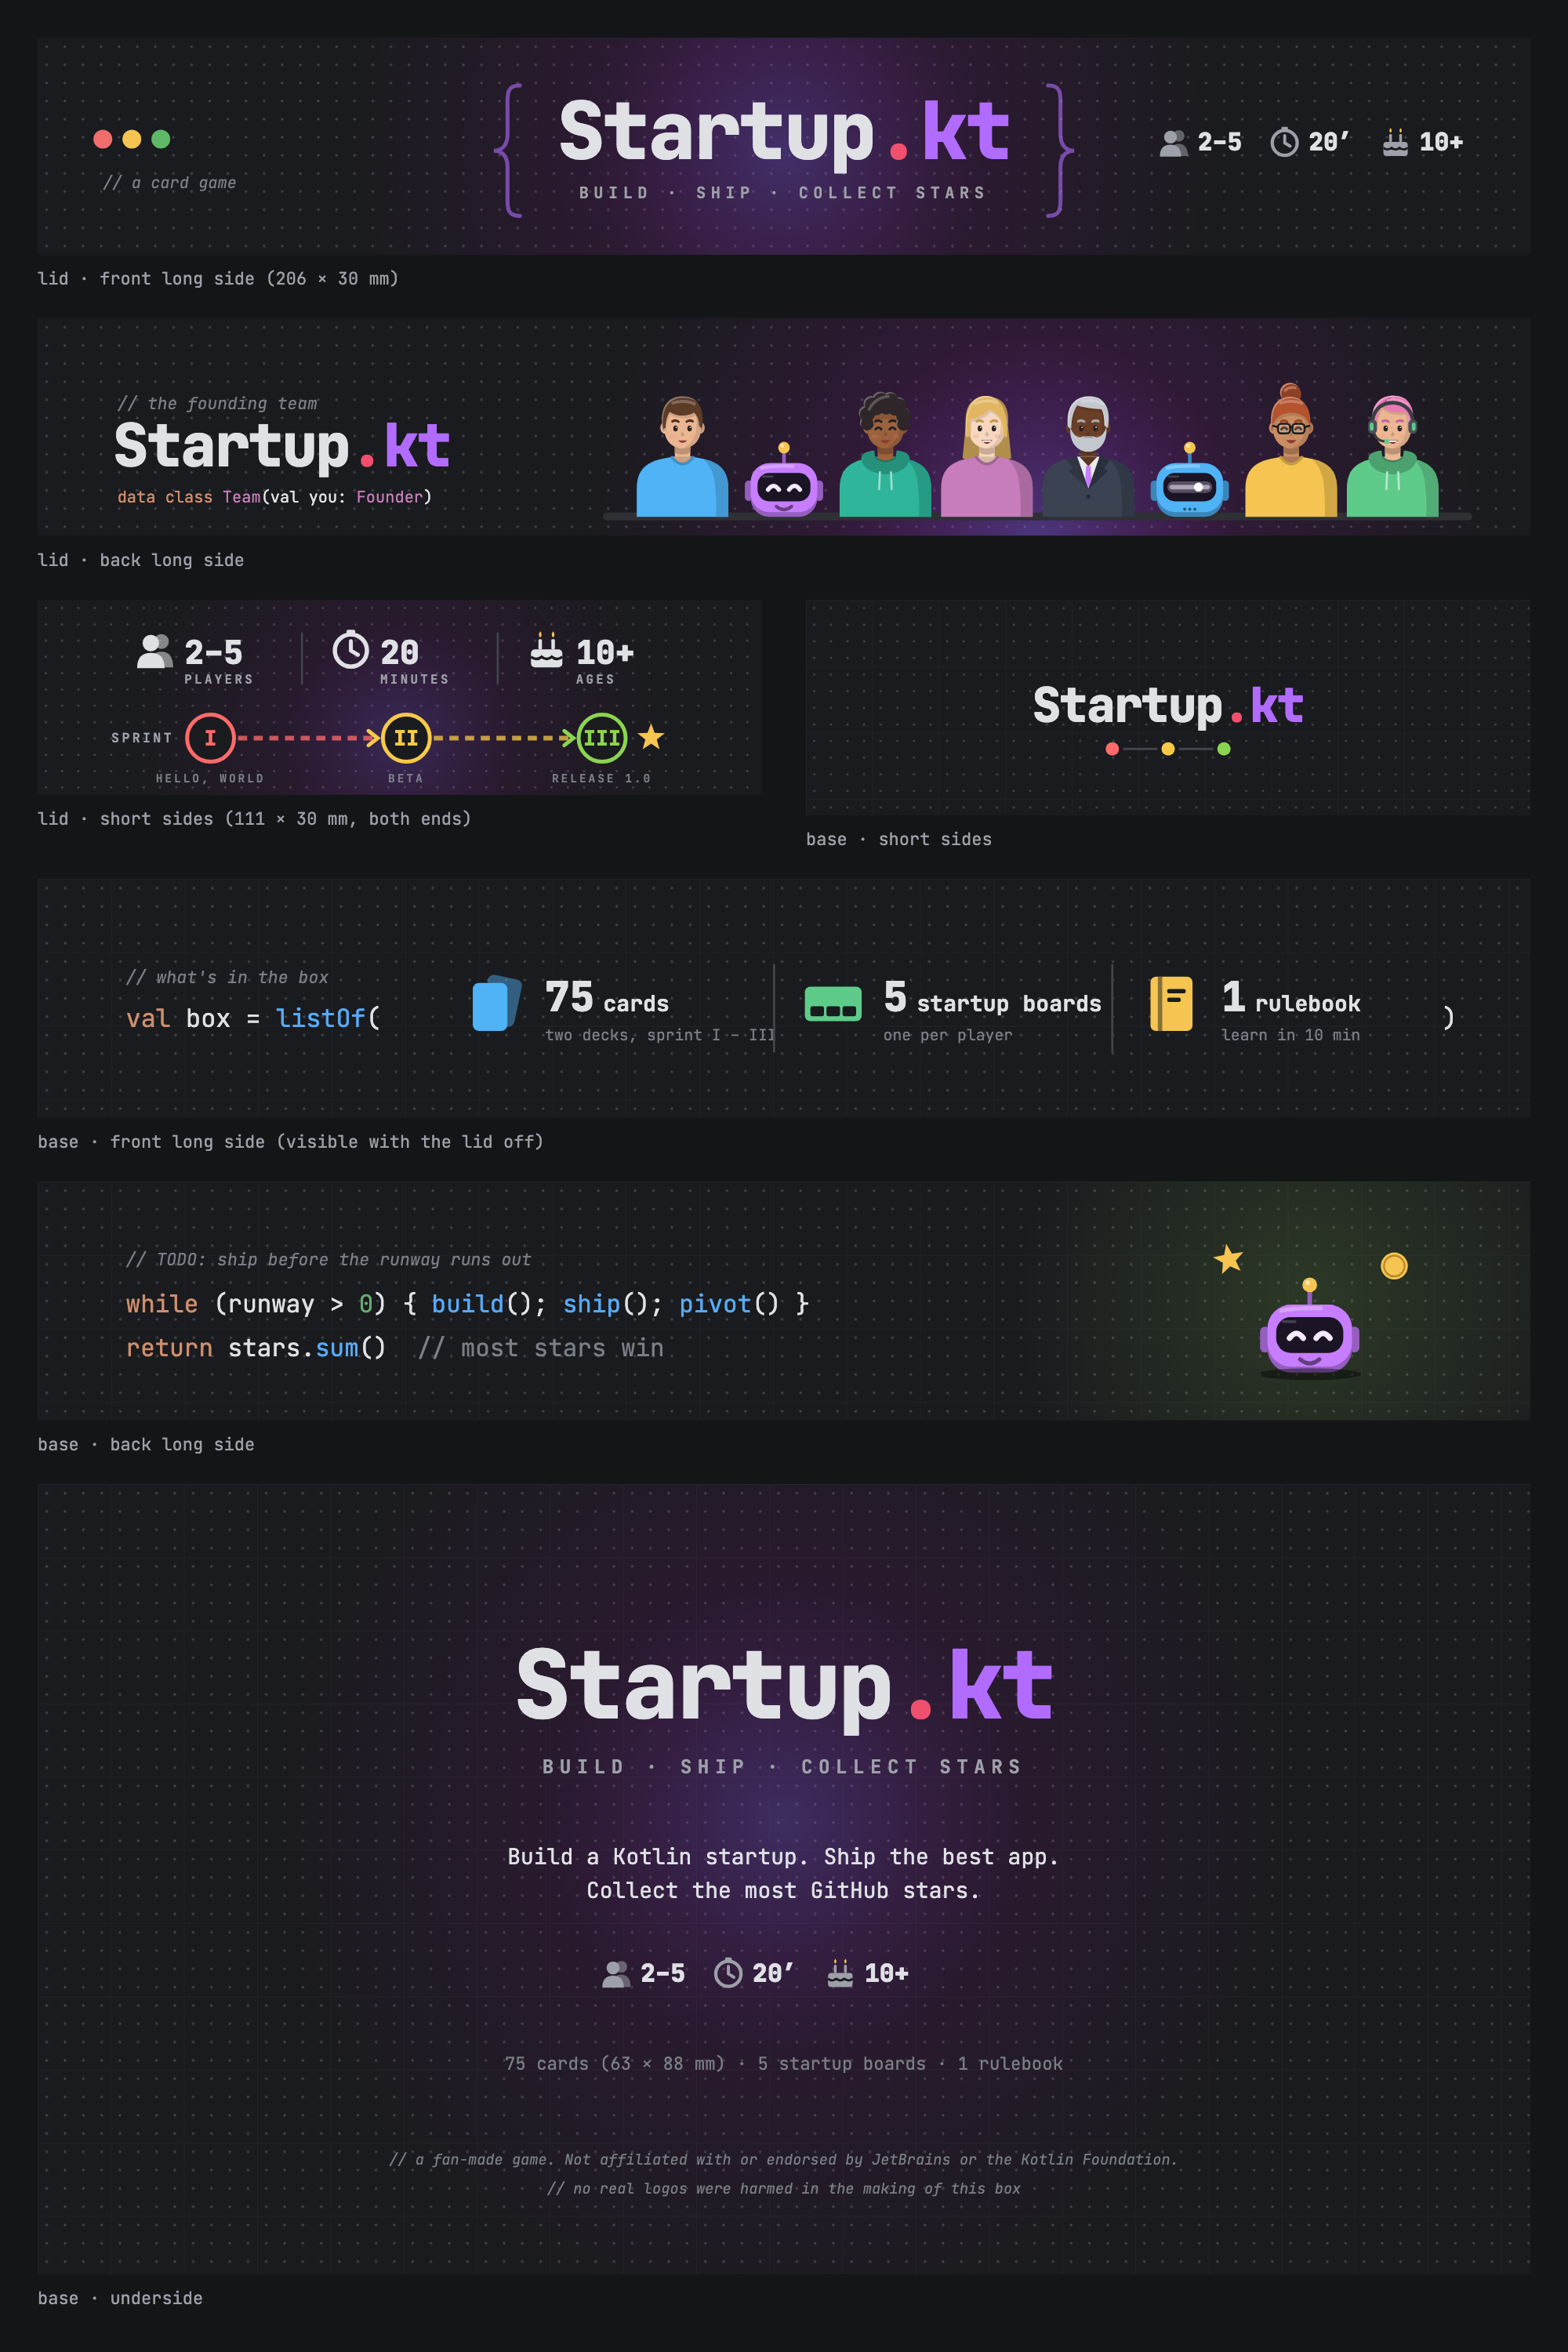 Startup.kt
// a card game
BUILD · SHIP · COLLECT STARS
2–5 20′ 10+
lid · front long side (206 × 30 mm)
// the founding team
Startup.kt
data class Team(val you: Founder)
lid · back long side
2–5 20 10+
PLAYERS MINUTES AGES
SPRINT I II III
HELLO, WORLD BETA RELEASE 1.0
lid · short sides (111 × 30 mm, both ends)
Startup.kt
base · short sides
// what's in the box
val box = listOf(
75 cards
two decks, sprint I – III
5 startup boards
one per player
1 rulebook
learn in 10 min
)
base · front long side (visible with the lid off)
// TODO: ship before the runway runs out
while (runway > 0) { build(); ship(); pivot() }
return stars.sum() // most stars win
base · back long side
Startup.kt
BUILD · SHIP · COLLECT STARS
Build a Kotlin startup. Ship the best app.
Collect the most GitHub stars.
2–5 20′ 10+
75 cards (63 × 88 mm) · 5 startup boards · 1 rulebook
// a fan-made game. Not affiliated with or endorsed by JetBrains or the Kotlin Foundation.
// no real logos were harmed in the making of this box
base · underside